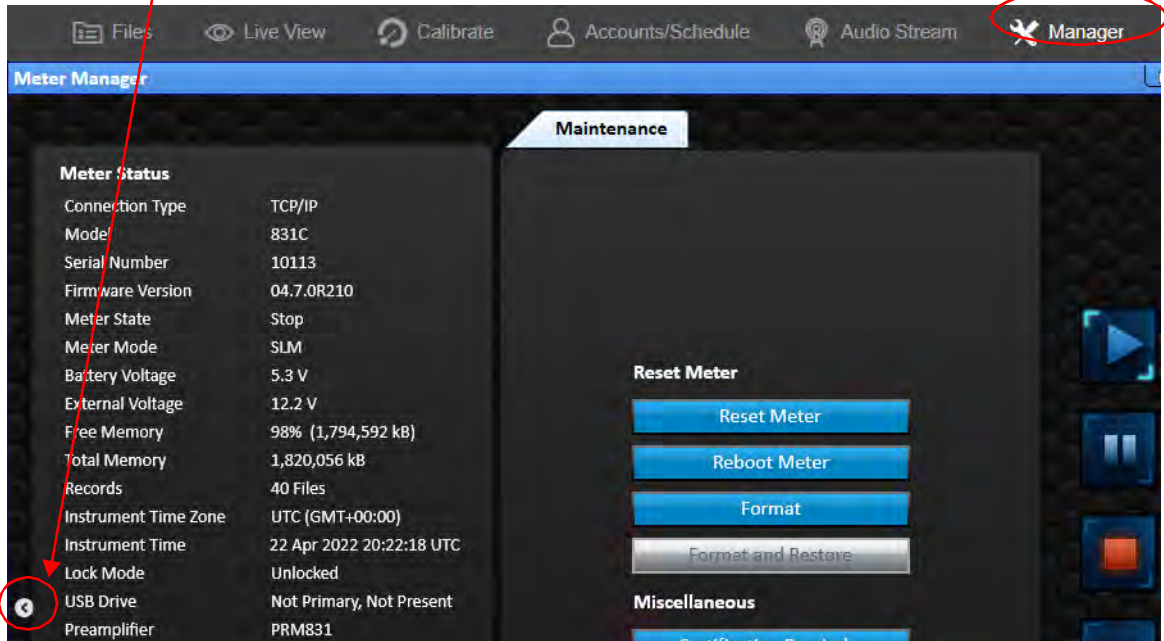 Files Live View Calibrate Accounts/Schedule Audio Stream Manager
Meter Manager
Maintenance
Meter Status
Connection Type TCP/IP
Model 831C
Serial Number 10113
Firmware Version 04.7.0R210
Meter State Stop
Meter Mode SLM
Battery Voltage 5.3 V
External Voltage 12.2 V
Free Memory 98% (1,794,592 kB)
Total Memory 1,820,056 kB
Records 40 Files
Instrument Time Zone UTC (GMT+00:00)
Instrument Time 22 Apr 2022 20:22:18 UTC
Lock Mode Unlocked
USB Drive Not Primary, Not Present
Preamplifier PRM831
Reset Meter
Reset Meter
Reboot Meter
Format
Format and Restore
Miscellaneous